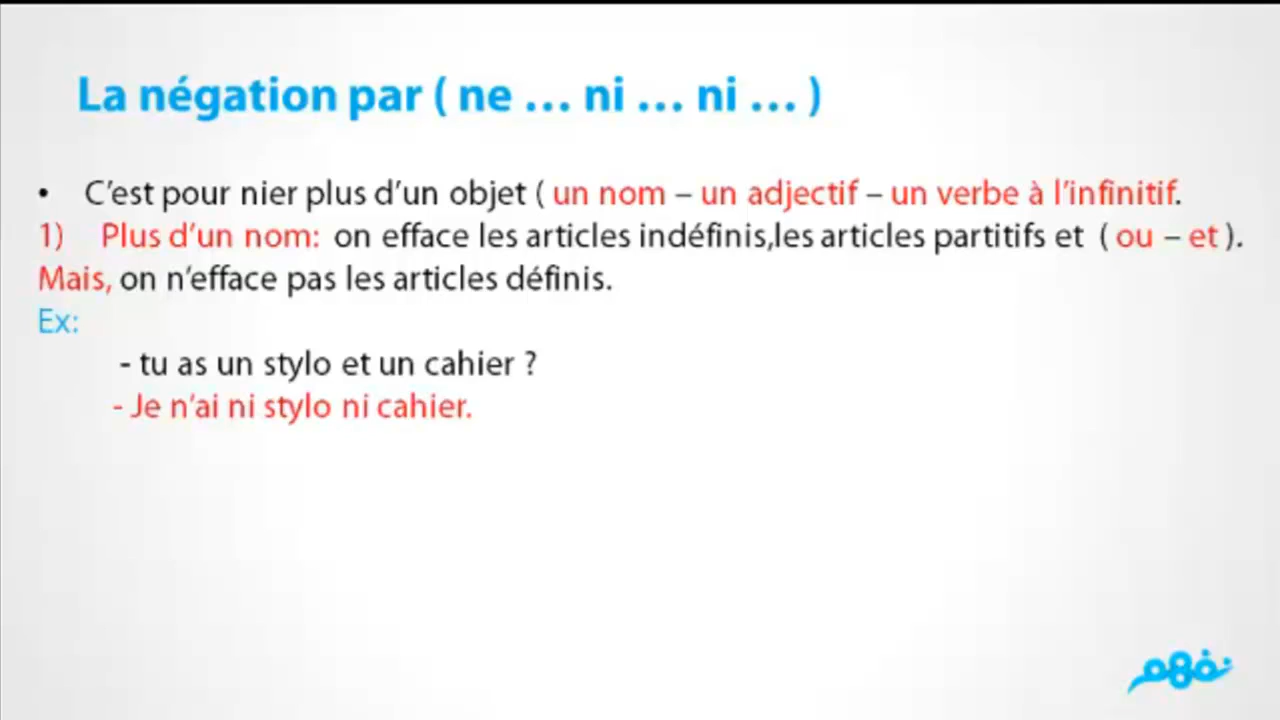 La négation par ( ne … ni … ni … )
• C’est pour nier plus d’un objet ( un nom – un adjectif – un verbe à l’infinitif.
1) Plus d’un nom: on efface les articles indéfinis,les articles partitifs et ( ou – et ).
Mais, on n’efface pas les articles définis.
Ex:
- tu as un stylo et un cahier ?
- Je n’ai ni stylo ni cahier.
نفهم